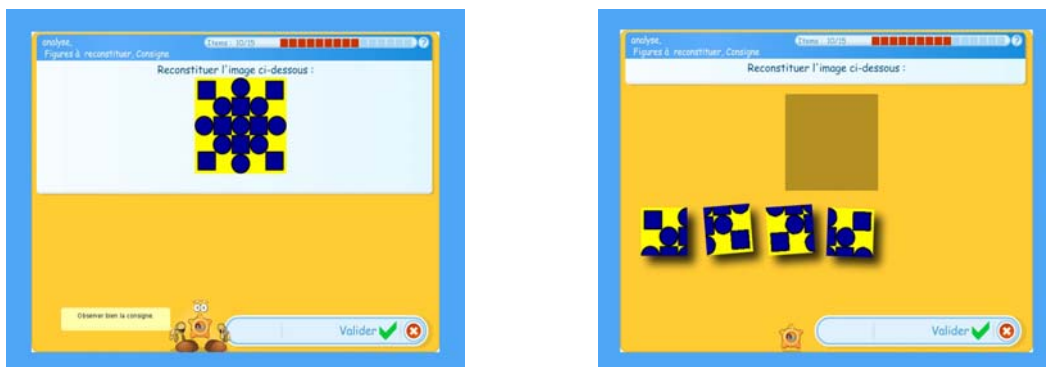 analyse,
Figures à reconstituer, Consigne
Items : 10/15
?
Reconstituer l'image ci-dessous :
Observer bien la consigne.
Valider
analyse,
Figures à reconstituer, Consigne
Items : 10/15
?
Reconstituer l'image ci-dessous :
Valider